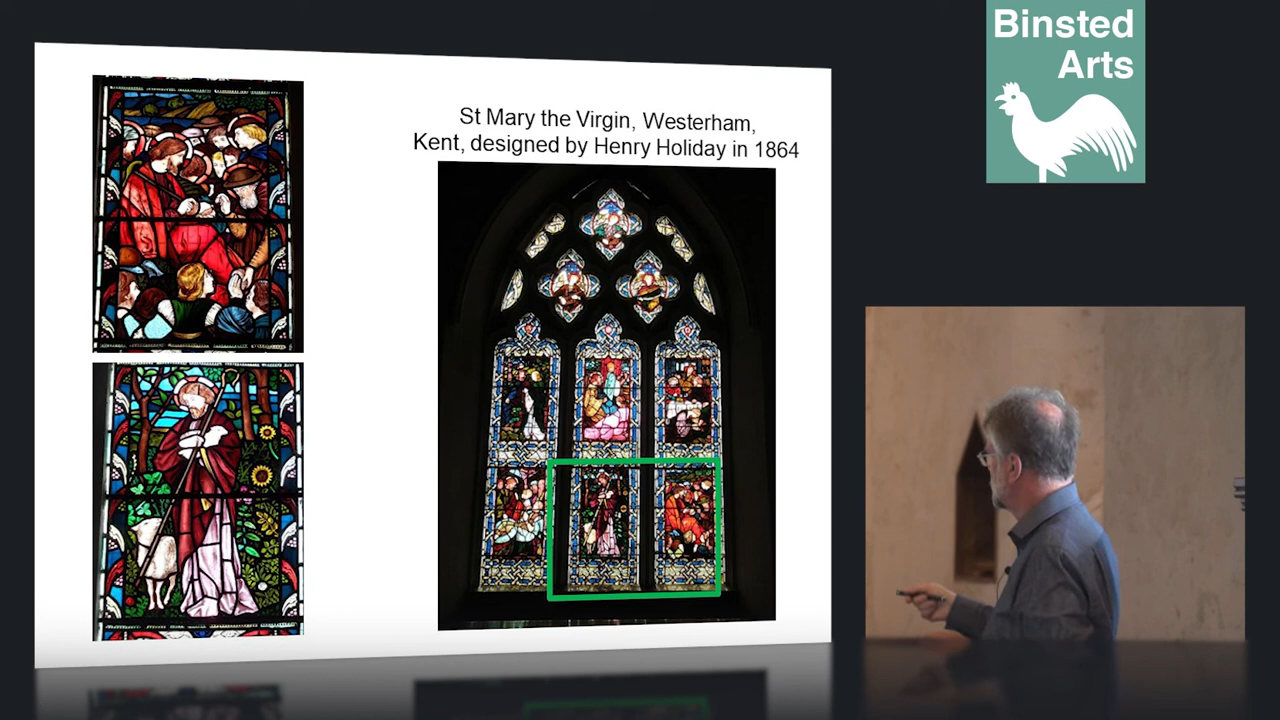 Binsted
Arts
St Mary the Virgin, Westerham,
Kent, designed by Henry Holiday in 1864